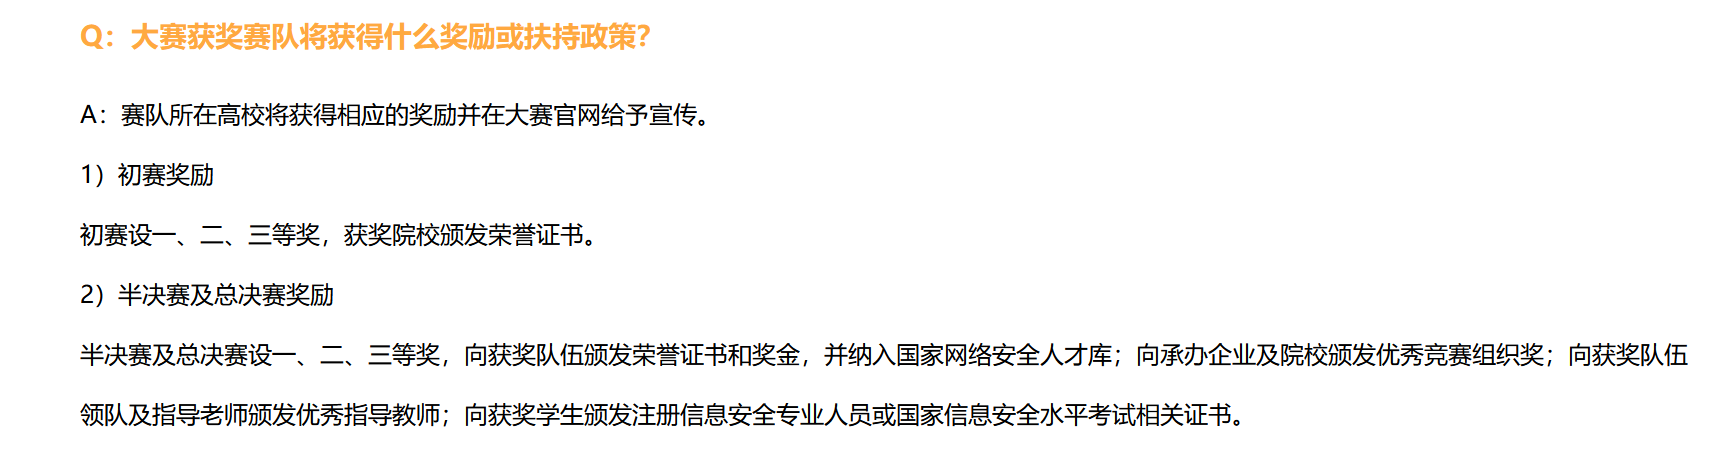 Q：大赛获奖赛队将获得什么奖励或扶持政策？
A：赛队所在高校将获得相应的奖励并在大赛官网给予宣传。
1）初赛奖励
初赛设一、二、三等奖，获奖院校颁发荣誉证书。
2）半决赛及总决赛奖励
半决赛及总决赛设一、二、三等奖，向获奖队伍颁发荣誉证书和奖金，并纳入国家网络安全人才库；向承办企业及院校颁发优秀竞赛组织奖；向获奖队伍
领队及指导老师颁发优秀指导教师；向获奖学生颁发注册信息安全专业人员或国家信息安全水平考试相关证书。